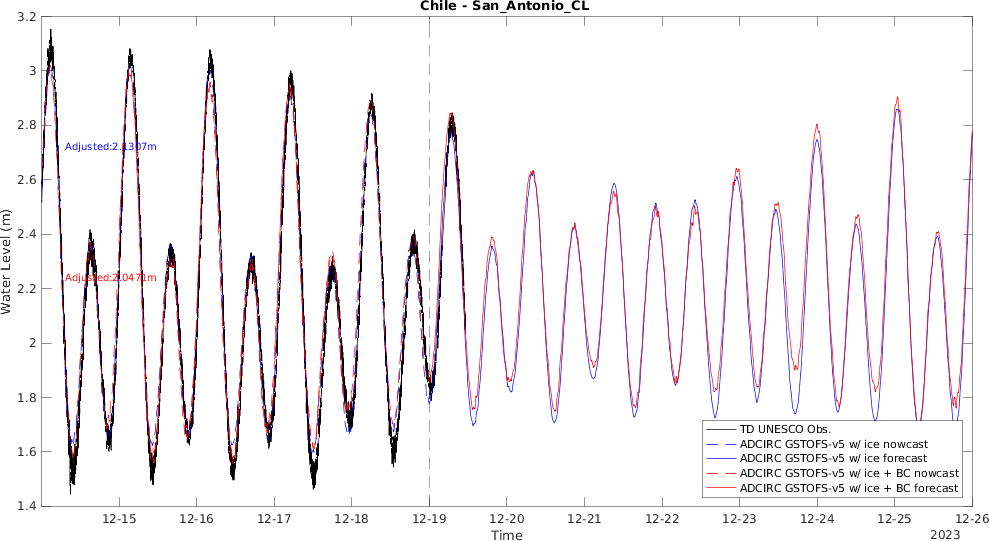 Chile - San_Antonio_CL
3.2
3
2.8
2.6
2.4
2.2
2
1.8
1.6
1.4
Water Level (m)
Adjusted:2.1307m
Adjusted:2.0471m
TD UNESCO Obs.
ADCIRC GSTOFS-v5 w/ ice nowcast
ADCIRC GSTOFS-v5 w/ ice forecast
ADCIRC GSTOFS-v5 w/ ice + BC nowcast
ADCIRC GSTOFS-v5 w/ ice + BC forecast
12-15 12-16 12-17 12-18 12-19 12-20 12-21 12-22 12-23 12-24 12-25 12-26
Time
2023